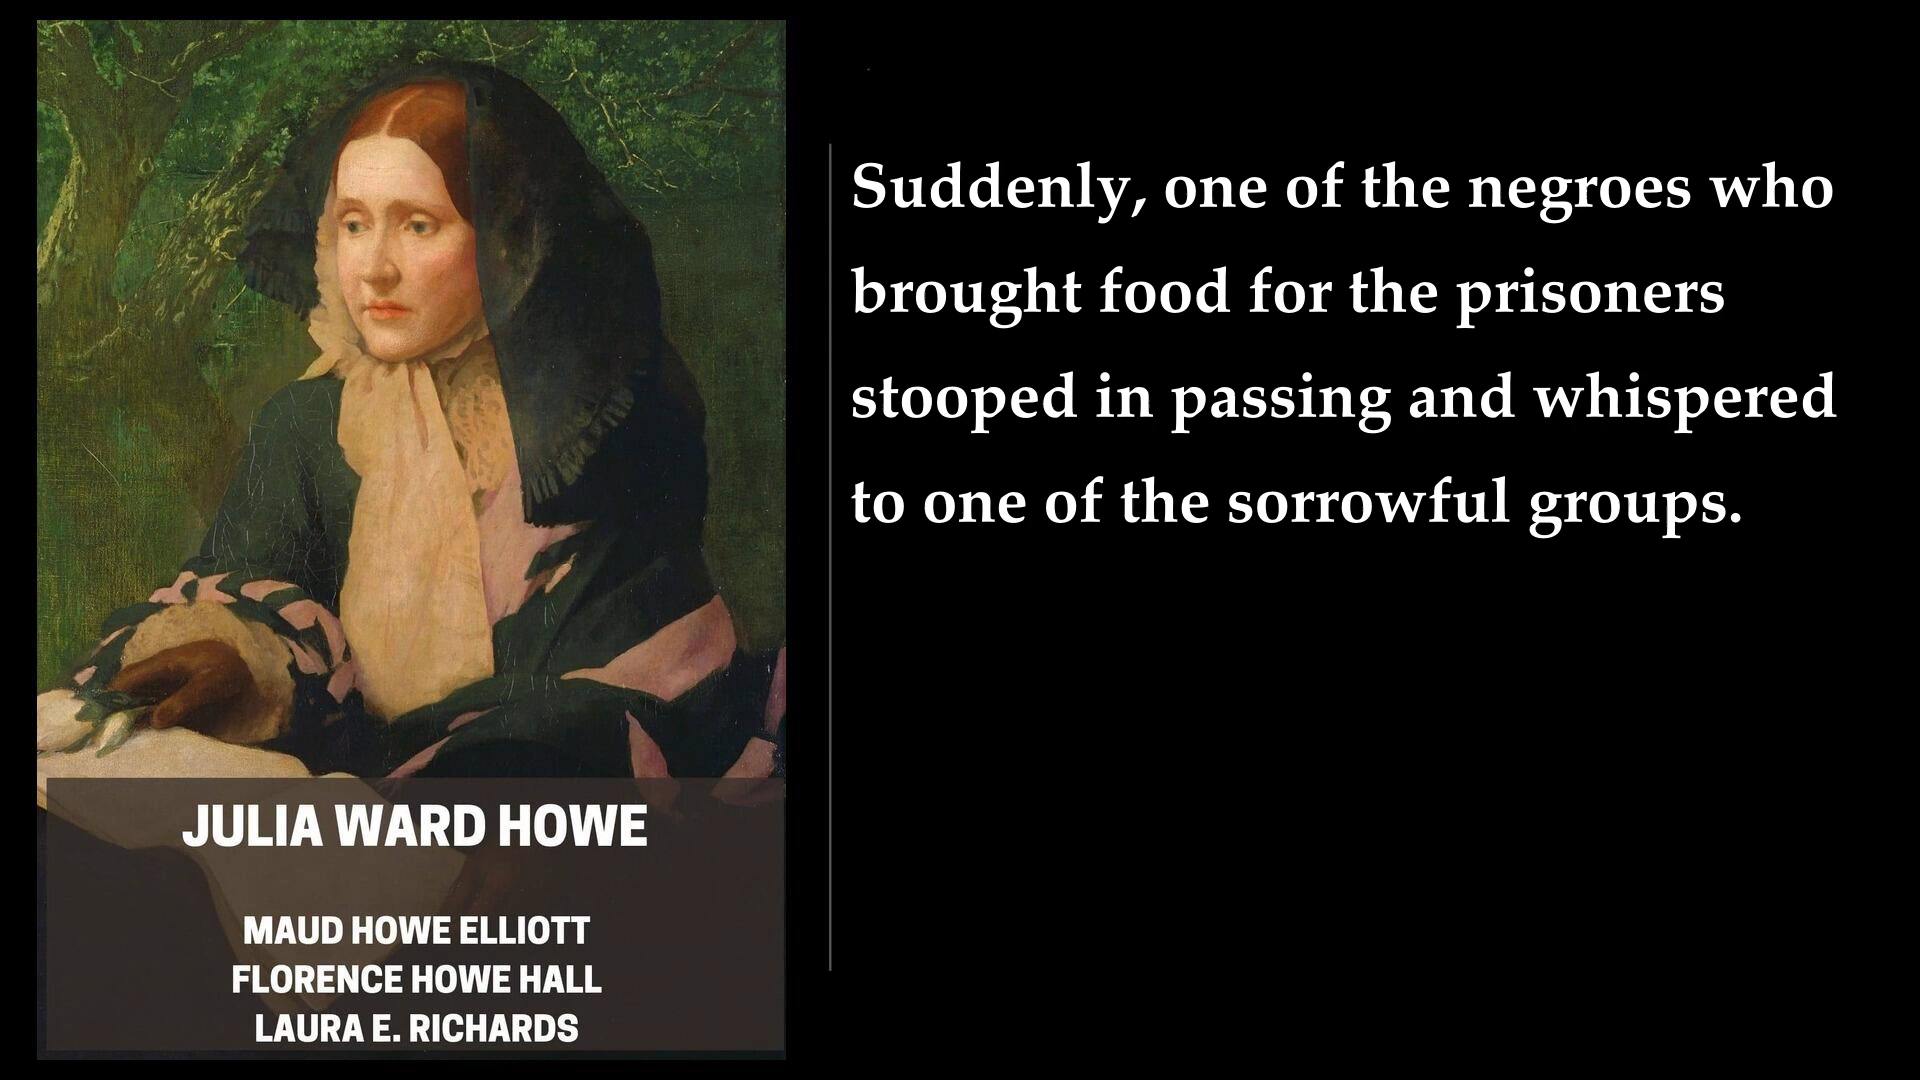 Suddenly, one of the negroes who
brought food for the prisoners
stooped in passing and whispered
to one of the sorrowful groups.
JULIA WARD HOWE
MAUD HOWE ELLIOTT
FLORENCE HOWE HALL
LAURA E. RICHARDS